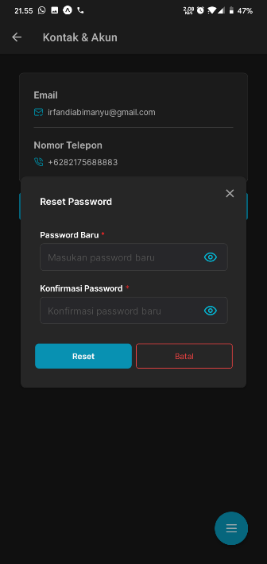 21.55
47%
Kontak & Akun
Email
irfandiabimanyu@gmail.com
Nomor Telepon
+6282175688883
Reset Password
Password Baru *
Masukan password baru
Konfirmasi Password *
Konfirmasi password baru
Reset Batal